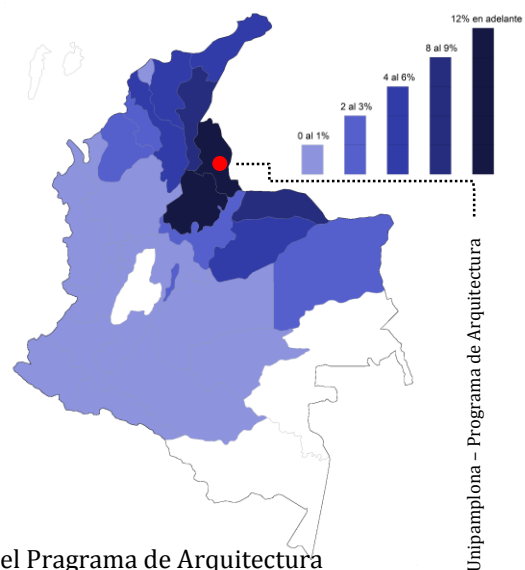 12% en adelante
8 al 9%
4 al 6%
2 al 3%
0 al 1%
Unipamplona – Programa de Arquitectura
el Pragrama de Arquitectura